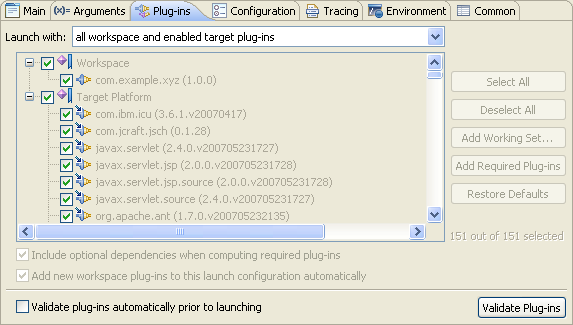 Main Arguments Plug-ins Configuration Tracing Environment Common
Launch with: all workspace and enabled target plug-ins
Workspace
com.example.xyz (1.0.0)
Target Platform
com.ibm.icu (3.6.1.v20070417)
com.jcraft.jsch (0.1.28)
javax.servlet (2.4.0.v200705231727)
javax.servlet.jsp (2.0.0.v200705231728)
javax.servlet.jsp.source (2.0.0.v200705231728)
javax.servlet.source (2.4.0.v200705231727)
org.apache.ant (1.7.0.v200705232135)
Select All
Deselect All
Add Working Set...
Add Required Plug-ins
Restore Defaults
151 out of 151 selected
Include optional dependencies when computing required plug-ins
Add new workspace plug-ins to this launch configuration automatically
Validate plug-ins automatically prior to launching
Validate Plug-ins